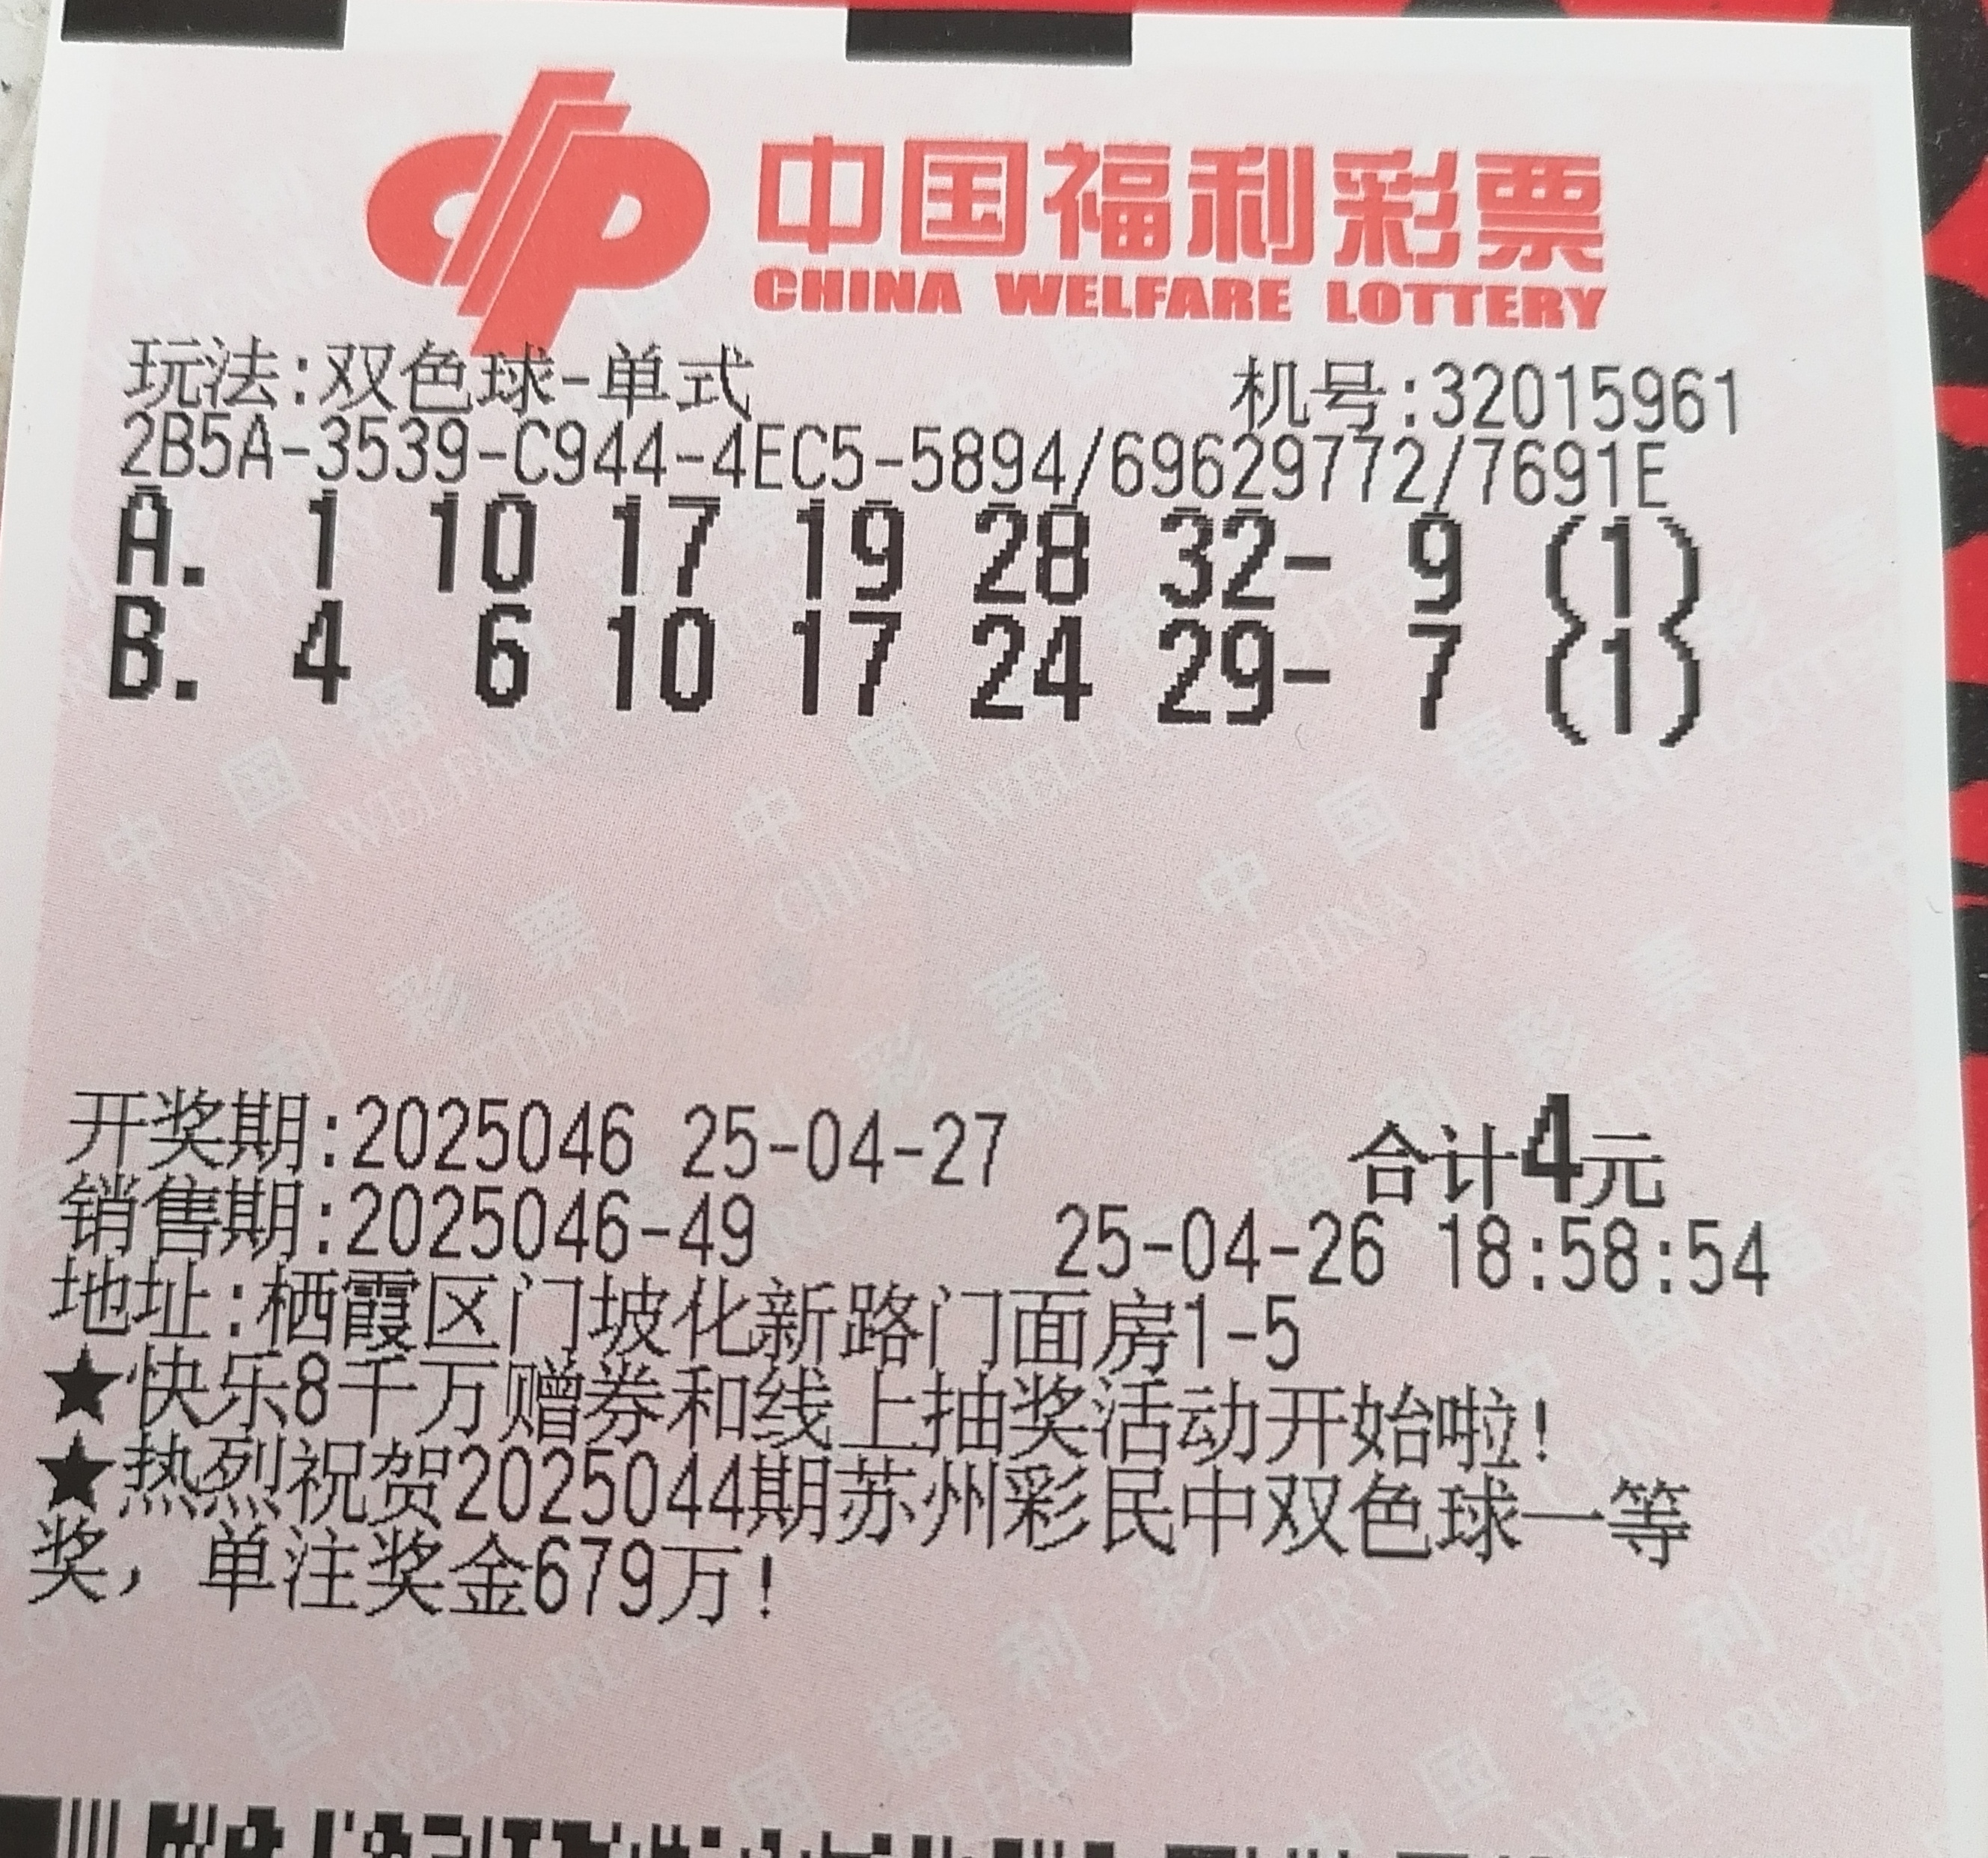 中国福利彩票
CHINA WELFARE LOTTERY
玩法:双色球-单式 机号:32015961
2B5A-3539-C944-4EC5-5894/69629772/7691E
A. 1 10 17 19 28 32- 9 (1)
B. 4 6 10 17 24 29- 7 (1)
开奖期:2025046 25-04-27 合计4元
销售期:2025046-49 25-04-26 18:58:54
地址:栖霞区门坡化新路门面房1-5
★快乐8千万赠券和线上抽奖活动开始啦!
★热烈祝贺2025044期苏州彩民中双色球一等
奖，单注奖金679万!